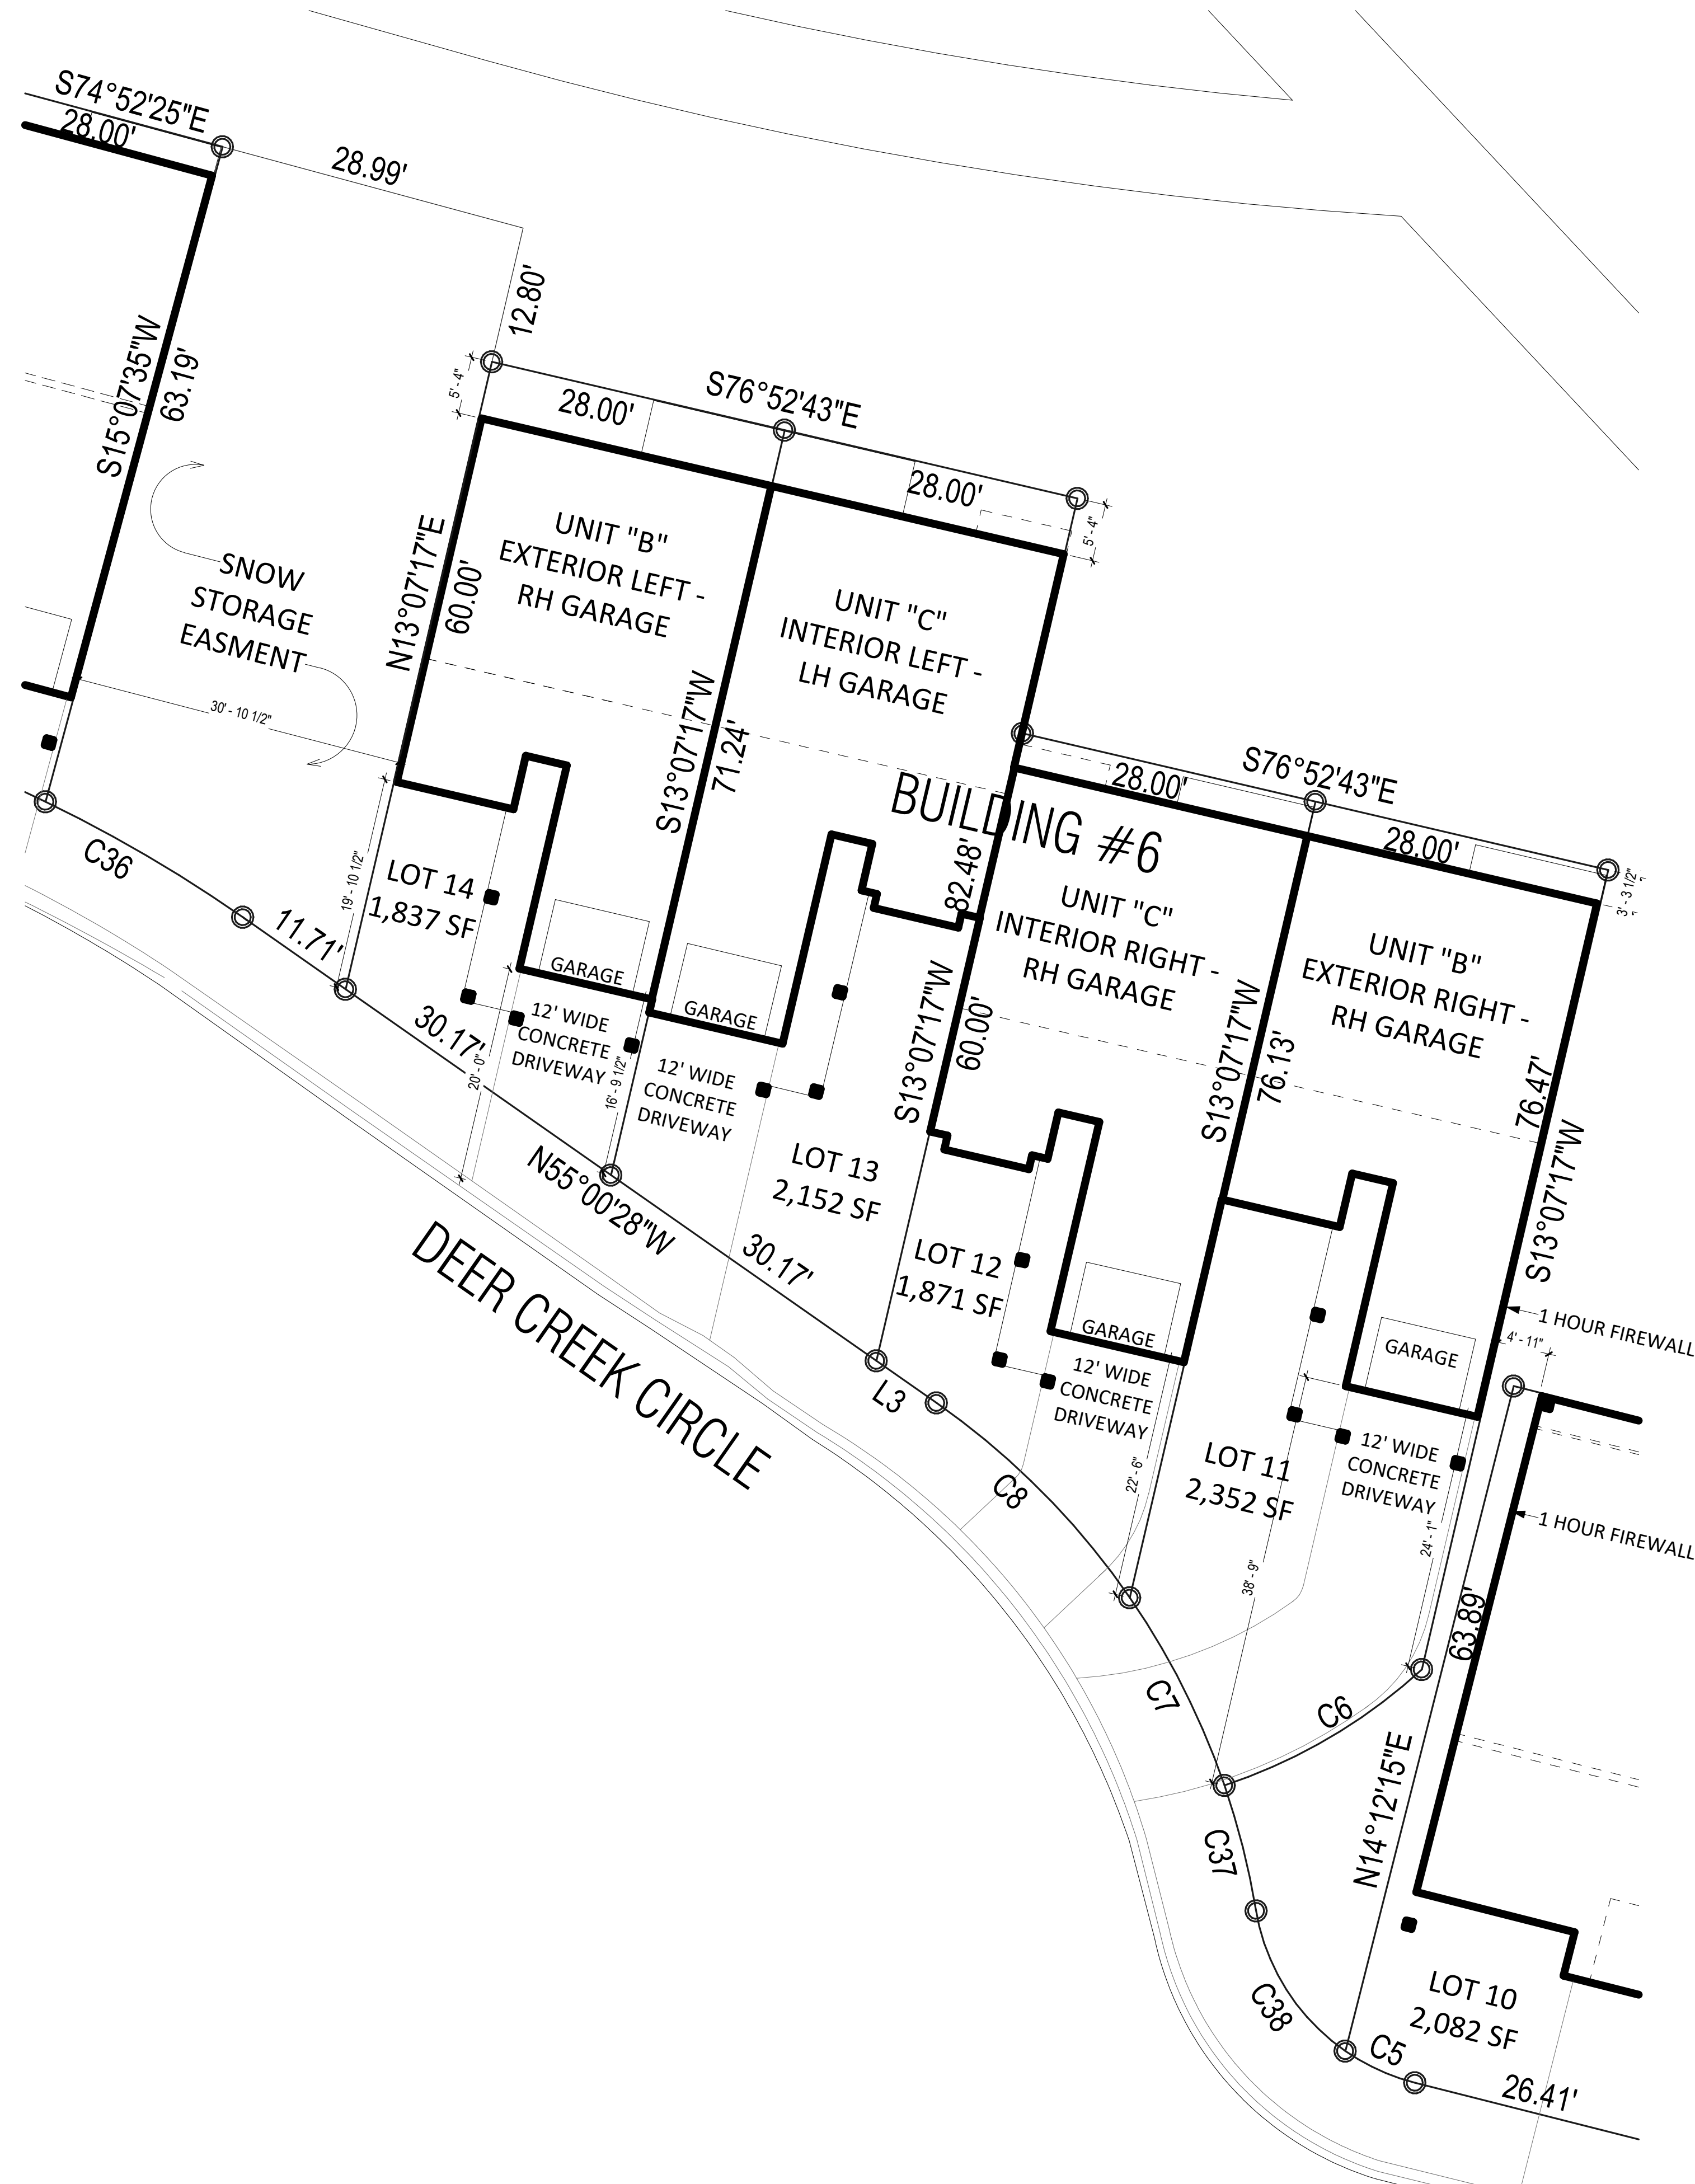 S74°52'25"E
28.00'
28.99'
12.80'
S15°07'35"W
63.19'
5' - 4"
28.00'
S76°52'43"E
28.00'
5' - 4"
N13°07'17"E
60.00'
UNIT "B"
EXTERIOR LEFT -
RH GARAGE
UNIT "C"
INTERIOR LEFT -
LH GARAGE
SNOW
STORAGE
EASMENT
30' - 10 1/2"
S13°07'17"W
71.24'
BUILDING #6
28.00'
S76°52'43"E
28.00'
3' - 3 1/2"
82.48'
C36
11.71'
19' - 10 1/2"
LOT 14
1,837 SF
GARAGE
GARAGE
UNIT "C"
INTERIOR RIGHT -
RH GARAGE
UNIT "B"
EXTERIOR RIGHT -
RH GARAGE
30.17'
20' - 0"
12' WIDE
CONCRETE
DRIVEWAY
16' - 9 1/2"
12' WIDE
CONCRETE
DRIVEWAY
S13°07'17"W
60.00'
S13°07'17"W
76.13'
76.47'
S13°07'17"W
N55°00'28"W
LOT 13
2,152 SF
30.17'
DEER CREEK CIRCLE
LOT 12
1,871 SF
GARAGE
GARAGE
1 HOUR FIREWALL
4' - 11"
L3
12' WIDE
CONCRETE
DRIVEWAY
C8
22' - 6"
LOT 11
2,352 SF
12' WIDE
CONCRETE
DRIVEWAY
24' - 1"
1 HOUR FIREWALL
38' - 9"
63.89'
C7
C6
N14°12'15"E
C37
C38
LOT 10
2,082 SF
C5
26.41'